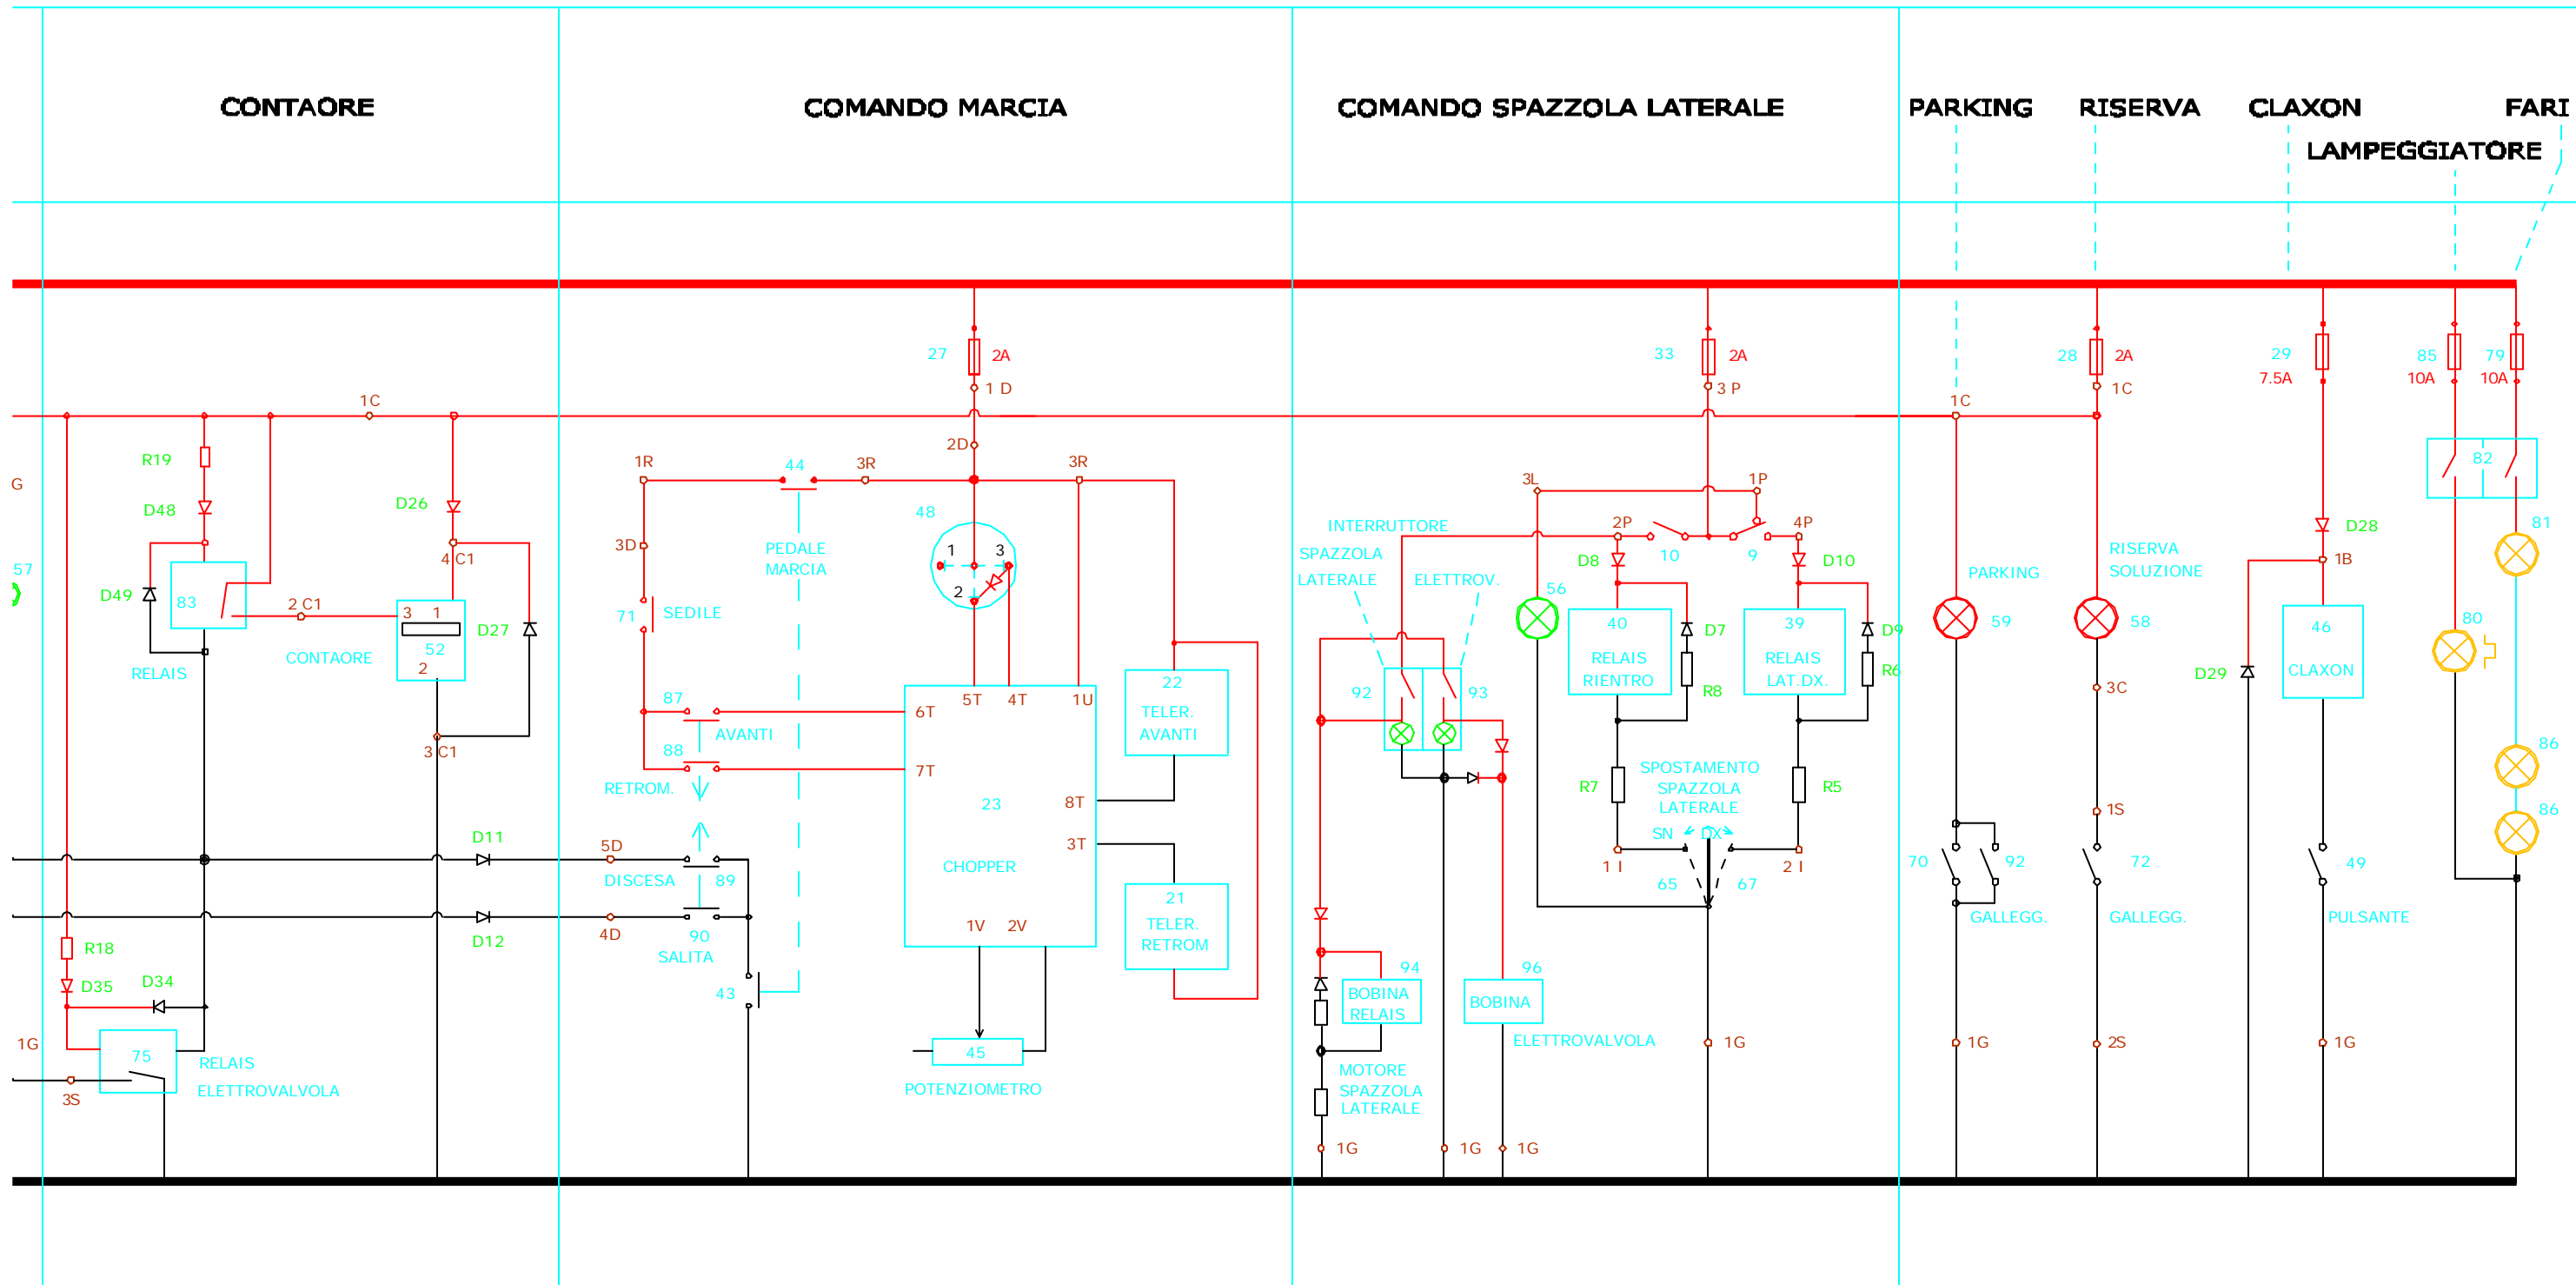 CONTAORE
COMANDO MARCIA
COMANDO SPAZZOLA LATERALE
PARKING
RISERVA
CLAXON
FARI
LAMPEGGIATORE
27
2A
1 D
33
2A
3 P
28
2A
1C
29
7.5A
85
10A
79
10A
1C
1C
2D
R19
D48
G
D26
4 C1
57
D49
83
2 C1
3 1
52
2
D27
CONTAORE
RELAIS
3 C1
1R
44
3R
3R
48
1
3
2
3D
PEDALE
MARCIA
71
SEDILE
87
AVANTI
88
RETROM.
6T
5T
4T
1U
7T
23
8T
3T
CHOPPER
1V
2V
22
TELER.
AVANTI
21
TELER.
RETROM
45
POTENZIOMETRO
D11
5D
DISCESA
89
D12
4D
90
SALITA
43
R18
D35
D34
1G
75
RELAIS
ELETTROVALVOLA
3S
3L
1P
INTERRUTTORE
SPAZZOLA
LATERALE
ELETTROV.
2P
10
9
4P
D8
D10
56
40
RELAIS
RIENTRO
D7
R8
39
RELAIS
LAT.DX.
D9
R6
92
93
R7
SPOSTAMENTO
SPAZZOLA
LATERALE
R5
SN
DX
1 I
65
67
2 I
94
BOBINA
RELAIS
96
BOBINA
ELETTROVALVOLA
MOTORE
SPAZZOLA
LATERALE
1G
1G
1G
1G
PARKING
59
70
92
GALLEGG.
1G
RISERVA
SOLUZIONE
58
3C
1S
72
GALLEGG.
2S
D28
1B
46
CLAXON
D29
49
PULSANTE
1G
82
81
80
86
86